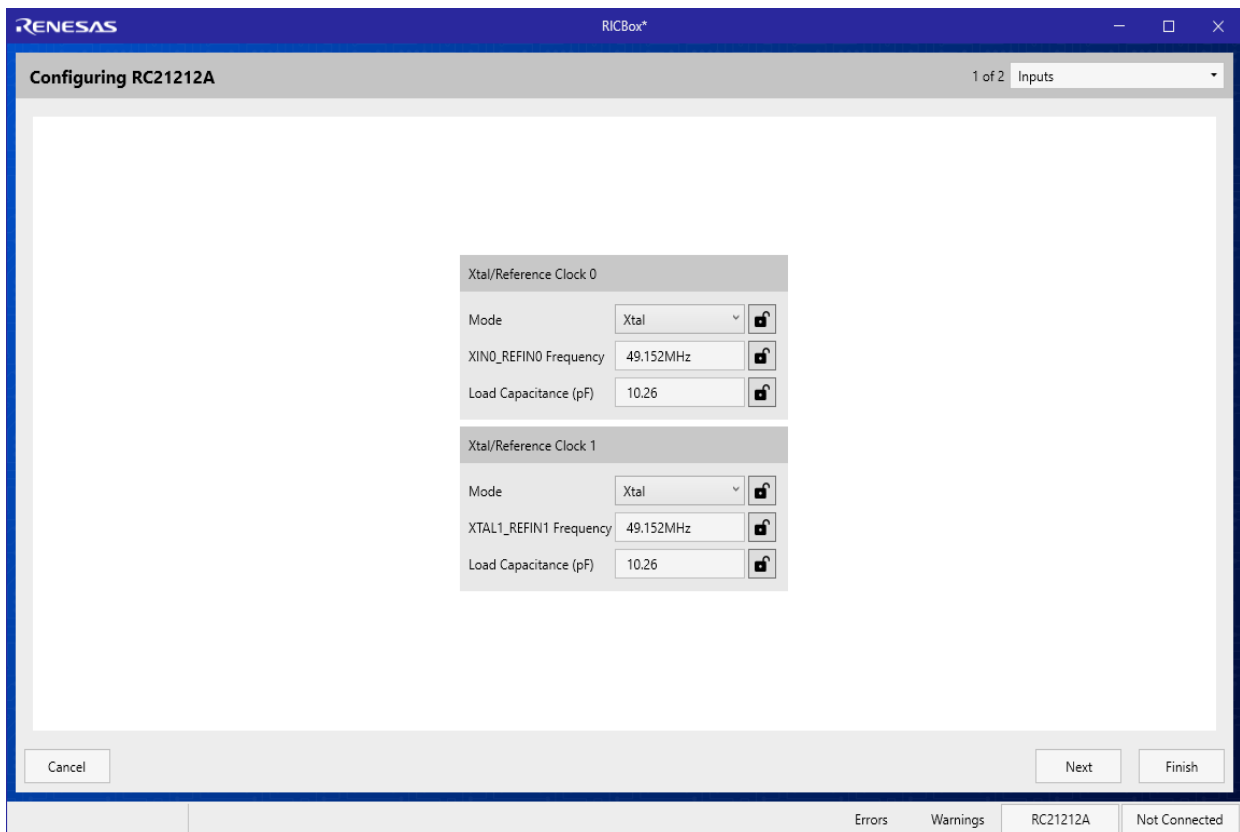 RENESAS
RICBox*
Configuring RC21212A
1 of 2 Inputs
Xtal/Reference Clock 0
Mode Xtal
XIN0_REFIN0 Frequency 49.152MHz
Load Capacitance (pF) 10.26
Xtal/Reference Clock 1
Mode Xtal
XTAL1_REFIN1 Frequency 49.152MHz
Load Capacitance (pF) 10.26
Cancel Next Finish
Errors Warnings RC21212A Not Connected